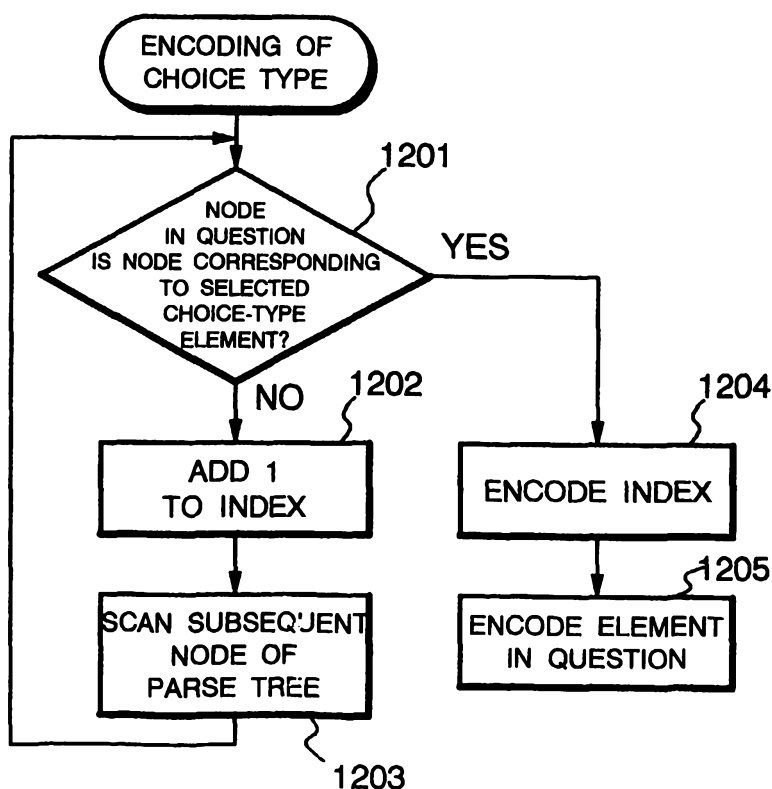 ENCODING OF
CHOICE TYPE
1201
NODE
IN QUESTION
IS NODE CORRESPONDING
TO SELECTED
CHOICE-TYPE
ELEMENT?
YES
NO
1202
ADD 1
TO INDEX
1204
ENCODE INDEX
SCAN SUBSEQUENT
NODE OF
PARSE TREE
1203
1205
ENCODE ELEMENT
IN QUESTION